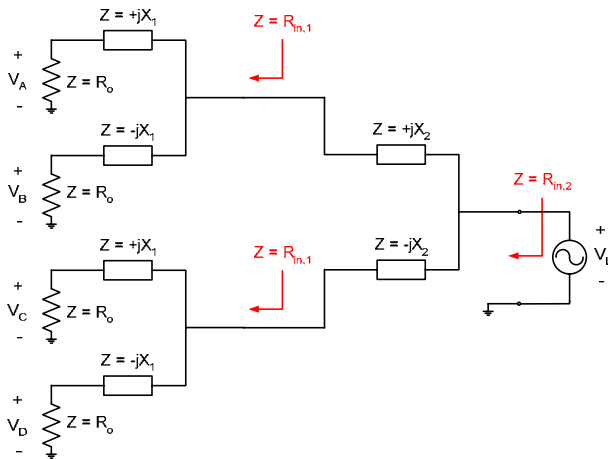 Z = +jX1
Z = Rin,1
+
VA
-
Z = Ro
Z = -jX1
Z = +jX2
+
VB
-
Z = Ro
Z = Rin,2
Z = +jX1
Z = Rin,1
Z = -jX2
+
VL
-
+
VC
-
Z = Ro
Z = -jX1
+
VD
-
Z = Ro